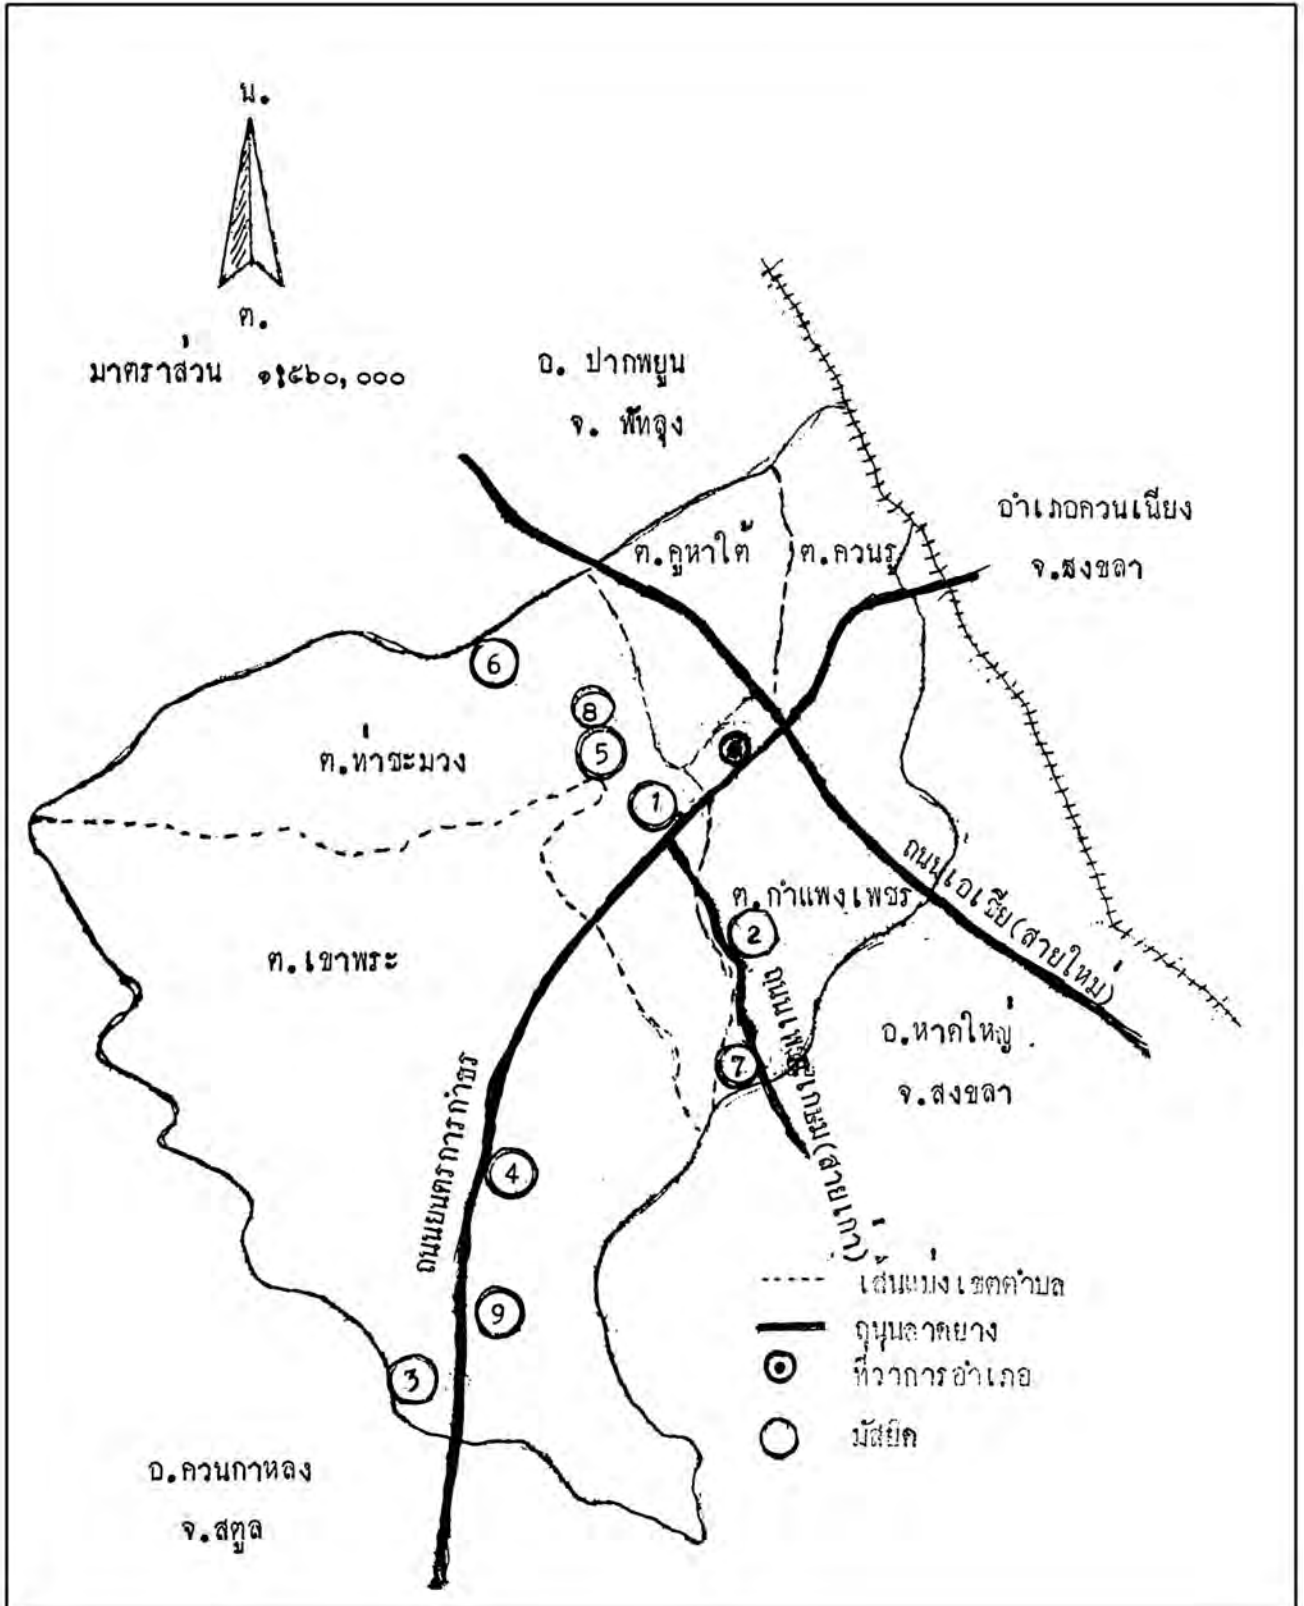 น.
ต.
มาตราส่วน ๑:๕๖๐,๐๐๐
อ. ปากพยูน
จ. พัทลุง
อำเภอควนเนียง
จ.สงขลา
ต.คูหาใต้
ต.ควนรู
6
8
5
ต.ท่าชะมวง
1
ต.กำแพงเพชร
ถนนเอเชีย(สายใหม่)
2
ต.เขาพระ
อ.หาดใหญ่
จ.สงขลา
7
(สายเก่า)
ถนนยนตรการกำธร
4
9
3
เส้นแบ่งเขตตำบล
ถนนลาดยาง
ที่ว่าการอำเภอ
มัสยิด
อ.ควนกาหลง
จ.สตูล